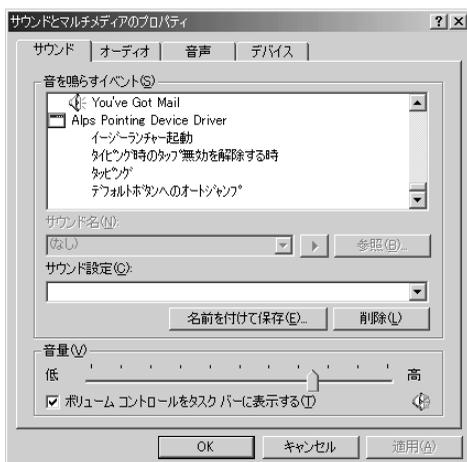 サウンドとマルチメディアのプロパティ
サウンド オーディオ 音声 デバイス
音を鳴らすイベント(S)
You've Got Mail
Alps Pointing Device Driver
イージーランチャー起動
タイピング時のタップ無効を解除する時
タッピング
デフォルトボタンへのオートジャンプ
サウンド名(N):
(なし) 参照(B)...
サウンド設定(C):
名前を付けて保存(E)... 削除(L)
音量(V)
低 高
ボリューム コントロールをタスク バーに表示する(T)
OK キャンセル 適用(A)